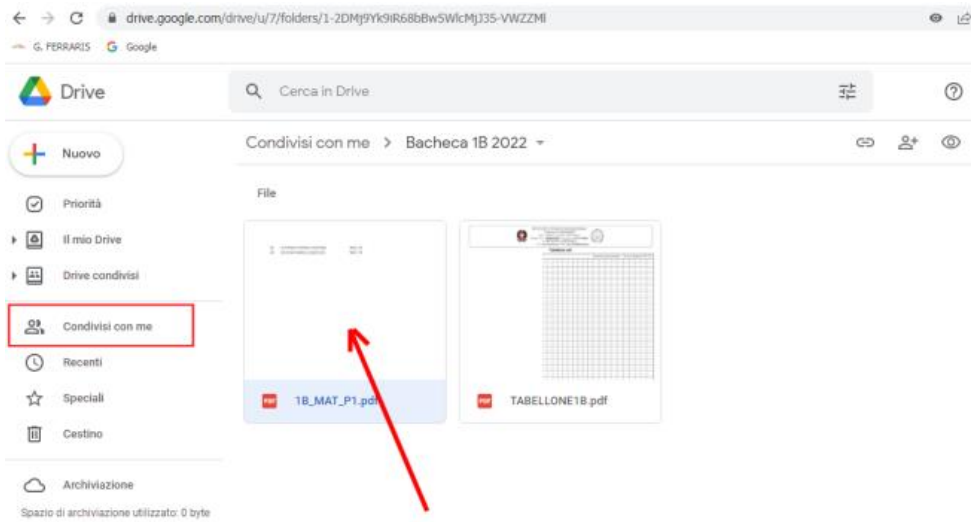 drive.google.com/drive/u/7/folders/1-2DMj9Yk9iR68bBwSWlcMjJ35-VWZZMl
G. FERRARIS Google
Drive
Cerca in Drive
Nuovo
Condivisi con me > Bacheca 1B 2022
File
Priorità
Il mio Drive
Drive condivisi
Condivisi con me
Recenti
Speciali
Cestino
1B_MAT_P1.pdf
TABELLONE1B.pdf
Archiviazione
Spazio di archiviazione utilizzato: 0 byte